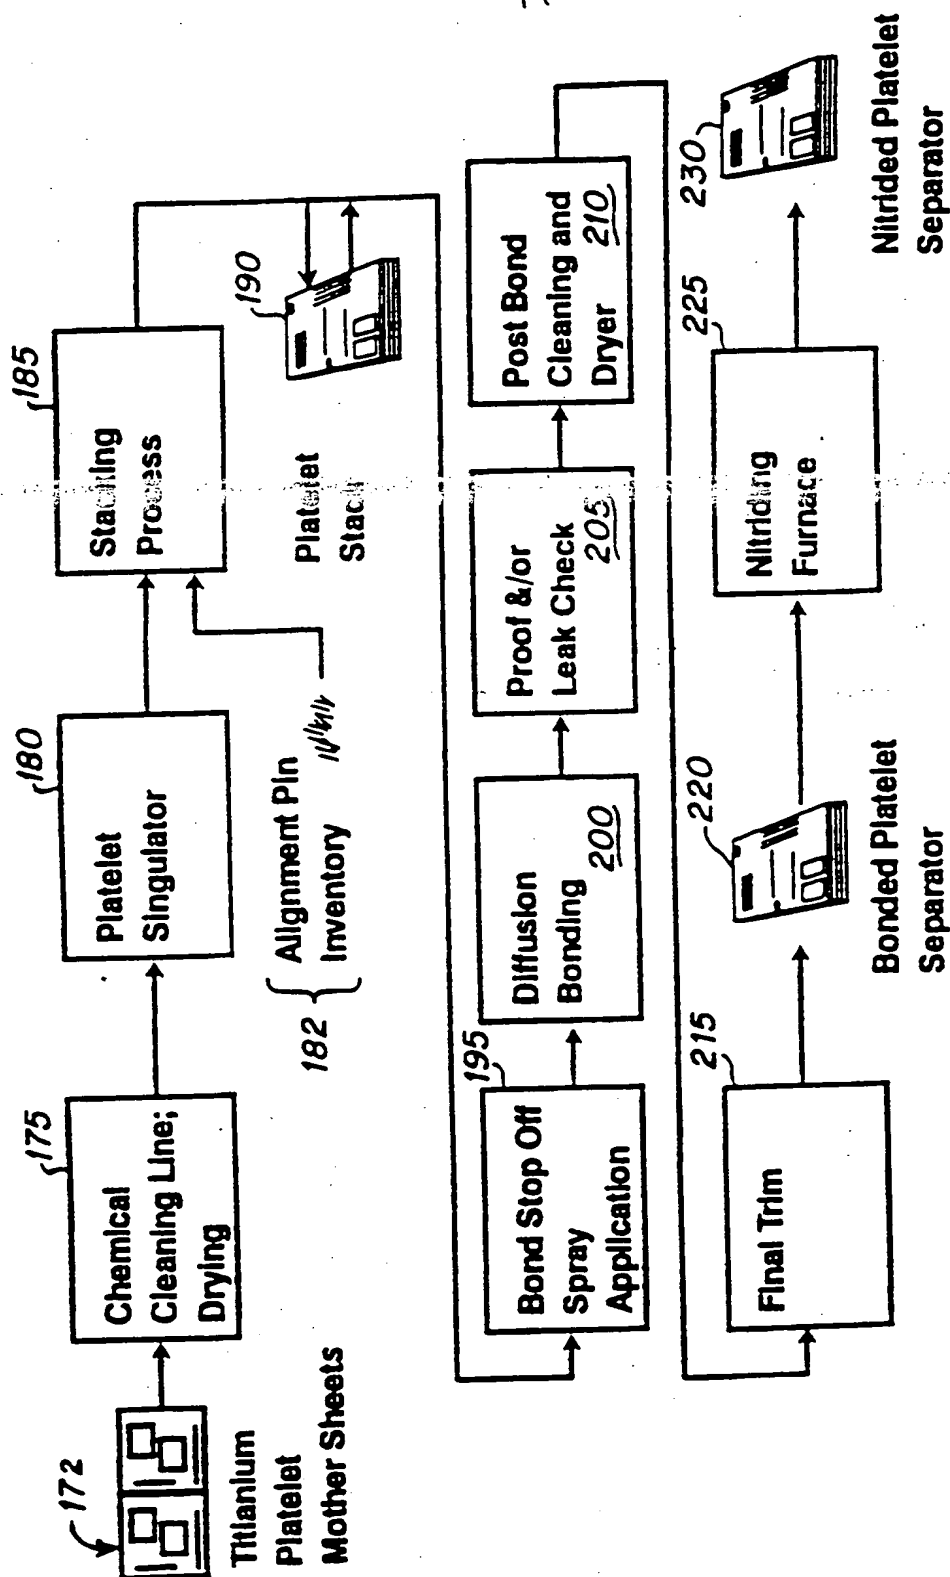 172
Titlanium
Platelet
Mother Sheets
175
Chemical
Cleaning Line;
Drying
180
Platelet
Singulator
182
Alignment Pin
Inventory
185
Stacking
Process
190
Platelet
Stack
195
Bond Stop Off
Spray
Application
Diffusion
Bonding
200
Proof &/or
Leak Check
205
Post Bond
Cleaning and
Dryer 210
215
Final Trim
220
Bonded Platelet
Separator
225
Nitriding
Furnace
230
Nitrided Platelet
Separator